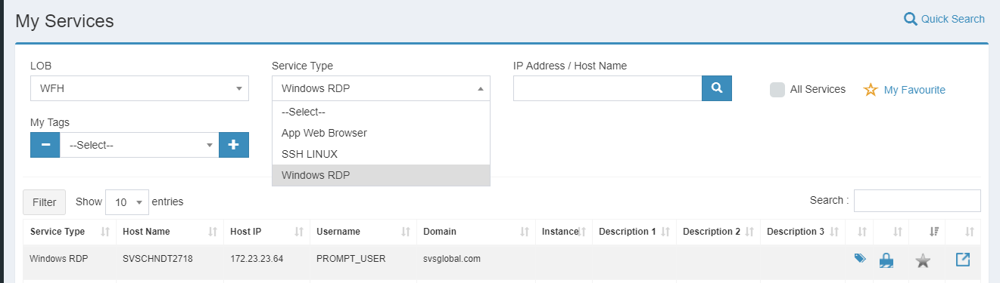 My Services
Quick Search
LOB
Service Type
IP Address / Host Name
WFH
Windows RDP
All Services
My Favourite
--Select--
My Tags
App Web Browser
--Select--
SSH LINUX
Windows RDP
Filter
Show 10 entries
Search :
Service Type Host Name Host IP Username Domain Instance Description 1 Description 2 Description 3
Windows RDP SVSCHNDT2718 172.23.23.64 PROMPT_USER svsglobal.com